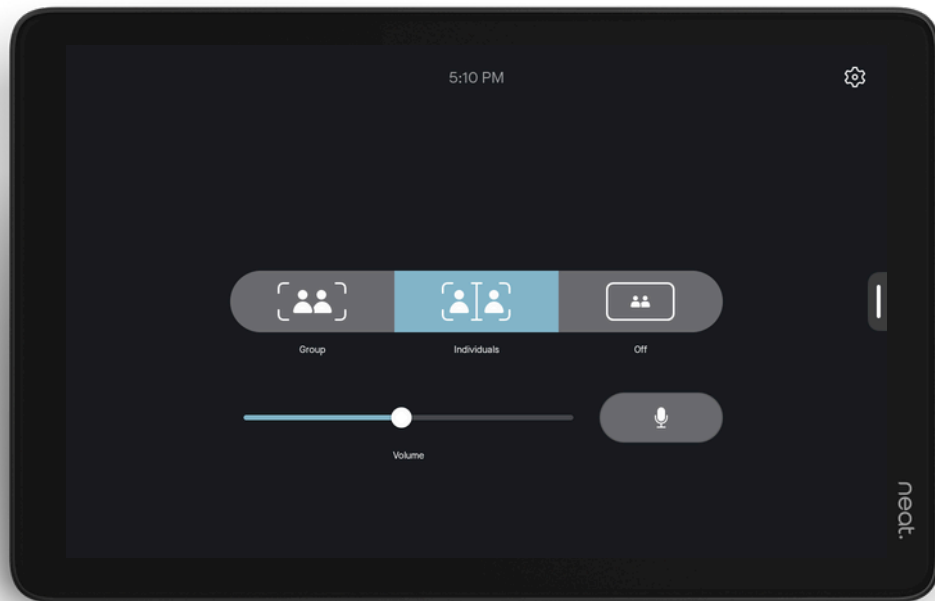 5:10 PM
Group
Individuals
Off
Volume
neat.